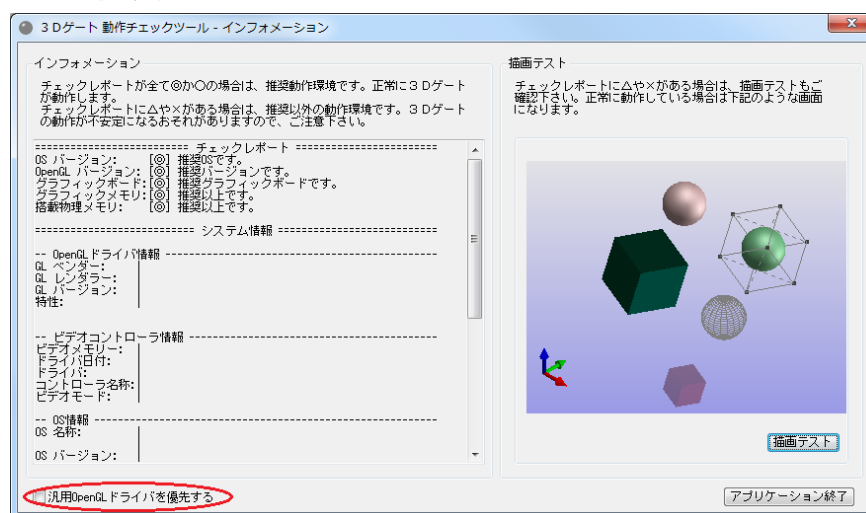 3Dゲート 動作チェックツール - インフォメーション
インフォメーション
チェックレポートが全て◎か○の場合は、推奨動作環境です。正常に3Dゲート
が動作します。
チェックレポートに△や×がある場合は、推奨以外の動作環境です。3Dゲート
の動作が不安定になるおそれがありますので、ご注意下さい。
======================== チェックレポート ======================
OS バージョン: [◎] 推奨OSです。
OpenGL バージョン: [◎] 推奨バージョンです。
グラフィックボード: [◎] 推奨グラフィックボードです。
グラフィックメモリ: [◎] 推奨以上です。
搭載物理メモリ: [◎] 推奨以上です。
========================= システム情報 =========================
-- OpenGLドライバ情報 ------------------------------------------
GL ベンダー: |
GL レンダラー: |
GL バージョン: |
特性: |
-- ビデオコントローラ情報 ---------------------------------------
ビデオメモリー: |
ドライバ日付: |
ドライバ: |
コントローラ名称: |
ビデオモード: |
-- OS情報 ------------------------------------------------------
OS 名称: |
OS バージョン: |
汎用OpenGLドライバを優先する
描画テスト
チェックレポートに△や×がある場合は、描画テストもご
確認下さい。正常に動作している場合は下記のような画面
になります。
描画テスト
アプリケーション終了